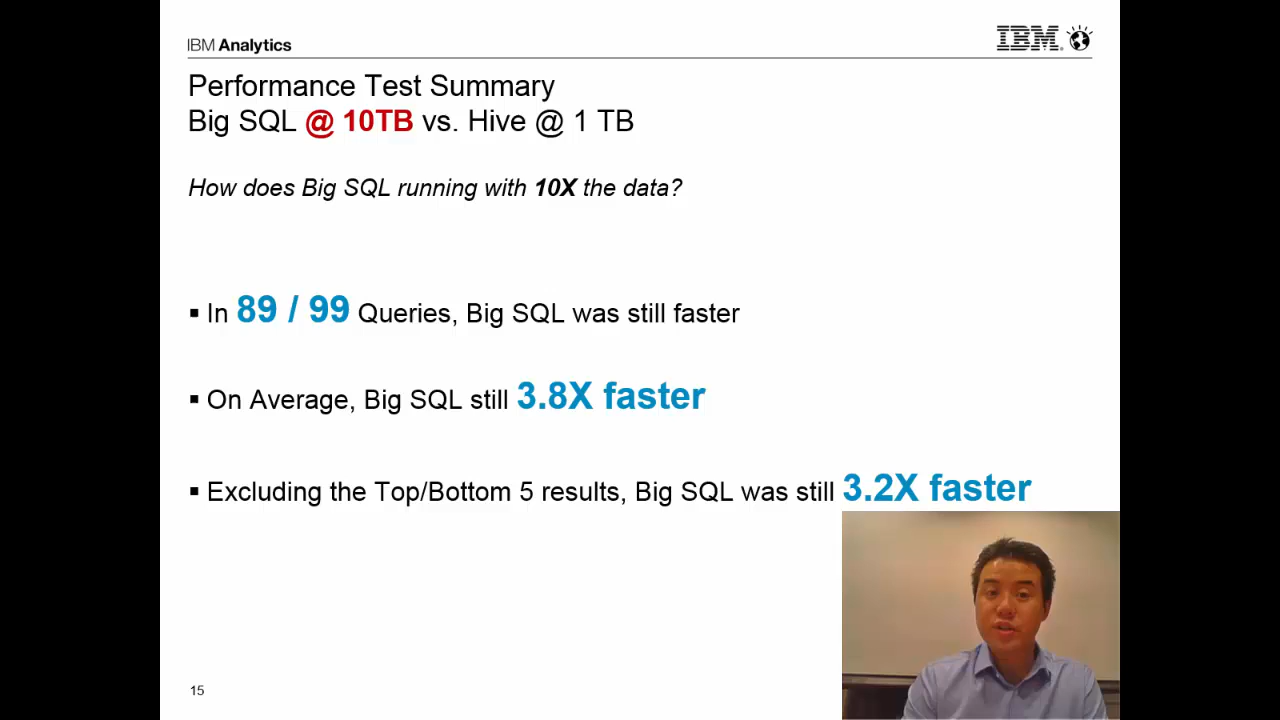 IBM Analytics
IBM
Performance Test Summary
Big SQL @ 10TB vs. Hive @ 1 TB
How does Big SQL running with 10X the data?
▪ In 89 / 99 Queries, Big SQL was still faster
▪ On Average, Big SQL still 3.8X faster
▪ Excluding the Top/Bottom 5 results, Big SQL was still 3.2X faster
15